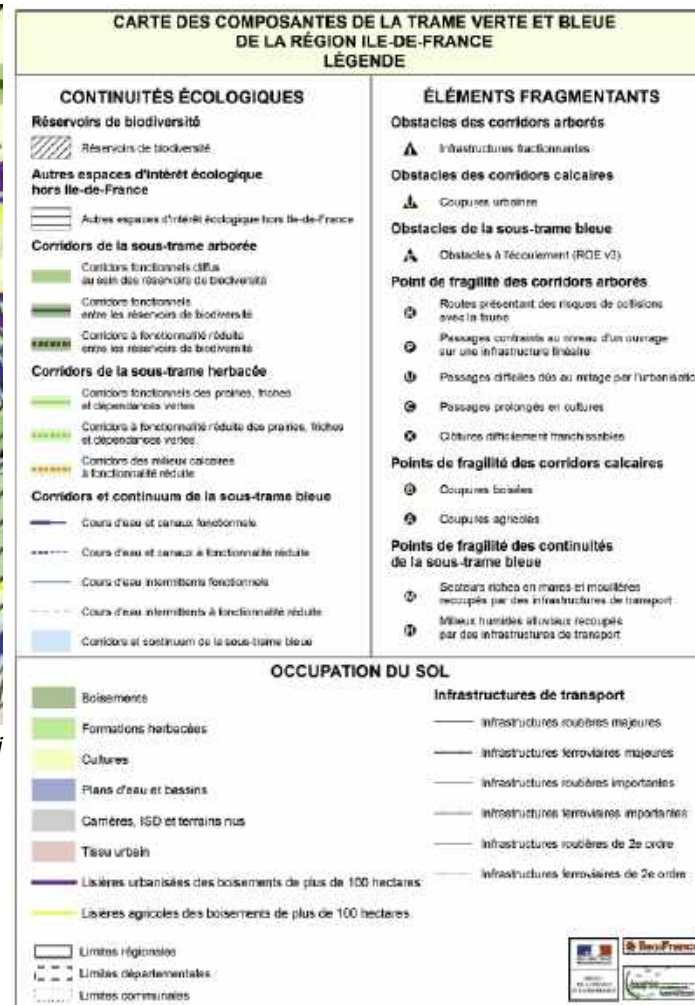 CARTE DES COMPOSANTES DE LA TRAME VERTE ET BLEUE
DE LA RÉGION ILE-DE-FRANCE
LÉGENDE
CONTINUITÉS ÉCOLOGIQUES
Réservoirs de biodiversité
Réservoirs de biodiversité
Autres espaces d'intérêt écologique
hors Ile-de-France
Autres espaces d'intérêt écologique hors Ile-de-France
Corridors de la sous-trame arborée
Corridors fonctionnels diffus
au sein des réservoirs de biodiversité
Corridors fonctionnels
entre les réservoirs de biodiversité
Corridors à fonctionnalité réduite
entre les réservoirs de biodiversité
Corridors de la sous-trame herbacée
Corridors fonctionnels des prairies, friches
et dépendances vertes
Corridors à fonctionnalité réduite des prairies, friches
et dépendances vertes
Corridors des milieux calcaires
à fonctionnalité réduite
Corridors et continuum de la sous-trame bleue
Cours d'eau et canaux fonctionnels
Cours d'eau et canaux à fonctionnalité réduite
Cours d'eau intermittents fonctionnels
Cours d'eau intermittents à fonctionnalité réduite
Corridors et continuum de la sous-trame bleue
ÉLÉMENTS FRAGMENTANTS
Obstacles des corridors arborés
Infrastructures fractionnantes
Obstacles des corridors calcaires
Coupures urbaines
Obstacles de la sous-trame bleue
Obstacles à l'écoulement (ROE v3)
Point de fragilité des corridors arborés
Routes présentant des risques de collisions
avec la faune
Passages contraints au niveau d'un ouvrage
sur une infrastructure linéaire
Passages difficiles dûs au mitage par l'urbanisatio
Passages prolongés en cultures
Clôtures difficilement franchissables
Points de fragilité des corridors calcaires
Coupures boisées
Coupures agricoles
Points de fragilité des continuités
de la sous-trame bleue
Secteurs riches en mares et mouillères
recoupés par des infrastructures de transport
Milieux humides alluviaux recoupés
par des infrastructures de transport
OCCUPATION DU SOL
Boisements
Formations herbacées
Cultures
Plans d'eau et bassins
Carrières, ISD et terrains nus
Tissu urbain
Lisières urbanisées des boisements de plus de 100 hectares
Lisières agricoles des boisements de plus de 100 hectares
Limites régionales
Limites départementales
Limites communales
Infrastructures de transport
Infrastructures routières majeures
Infrastructures ferroviaires majeures
Infrastructures routières importantes
Infrastructures ferroviaires importantes
Infrastructures routières de 2e ordre
Infrastructures ferroviaires de 2e ordre